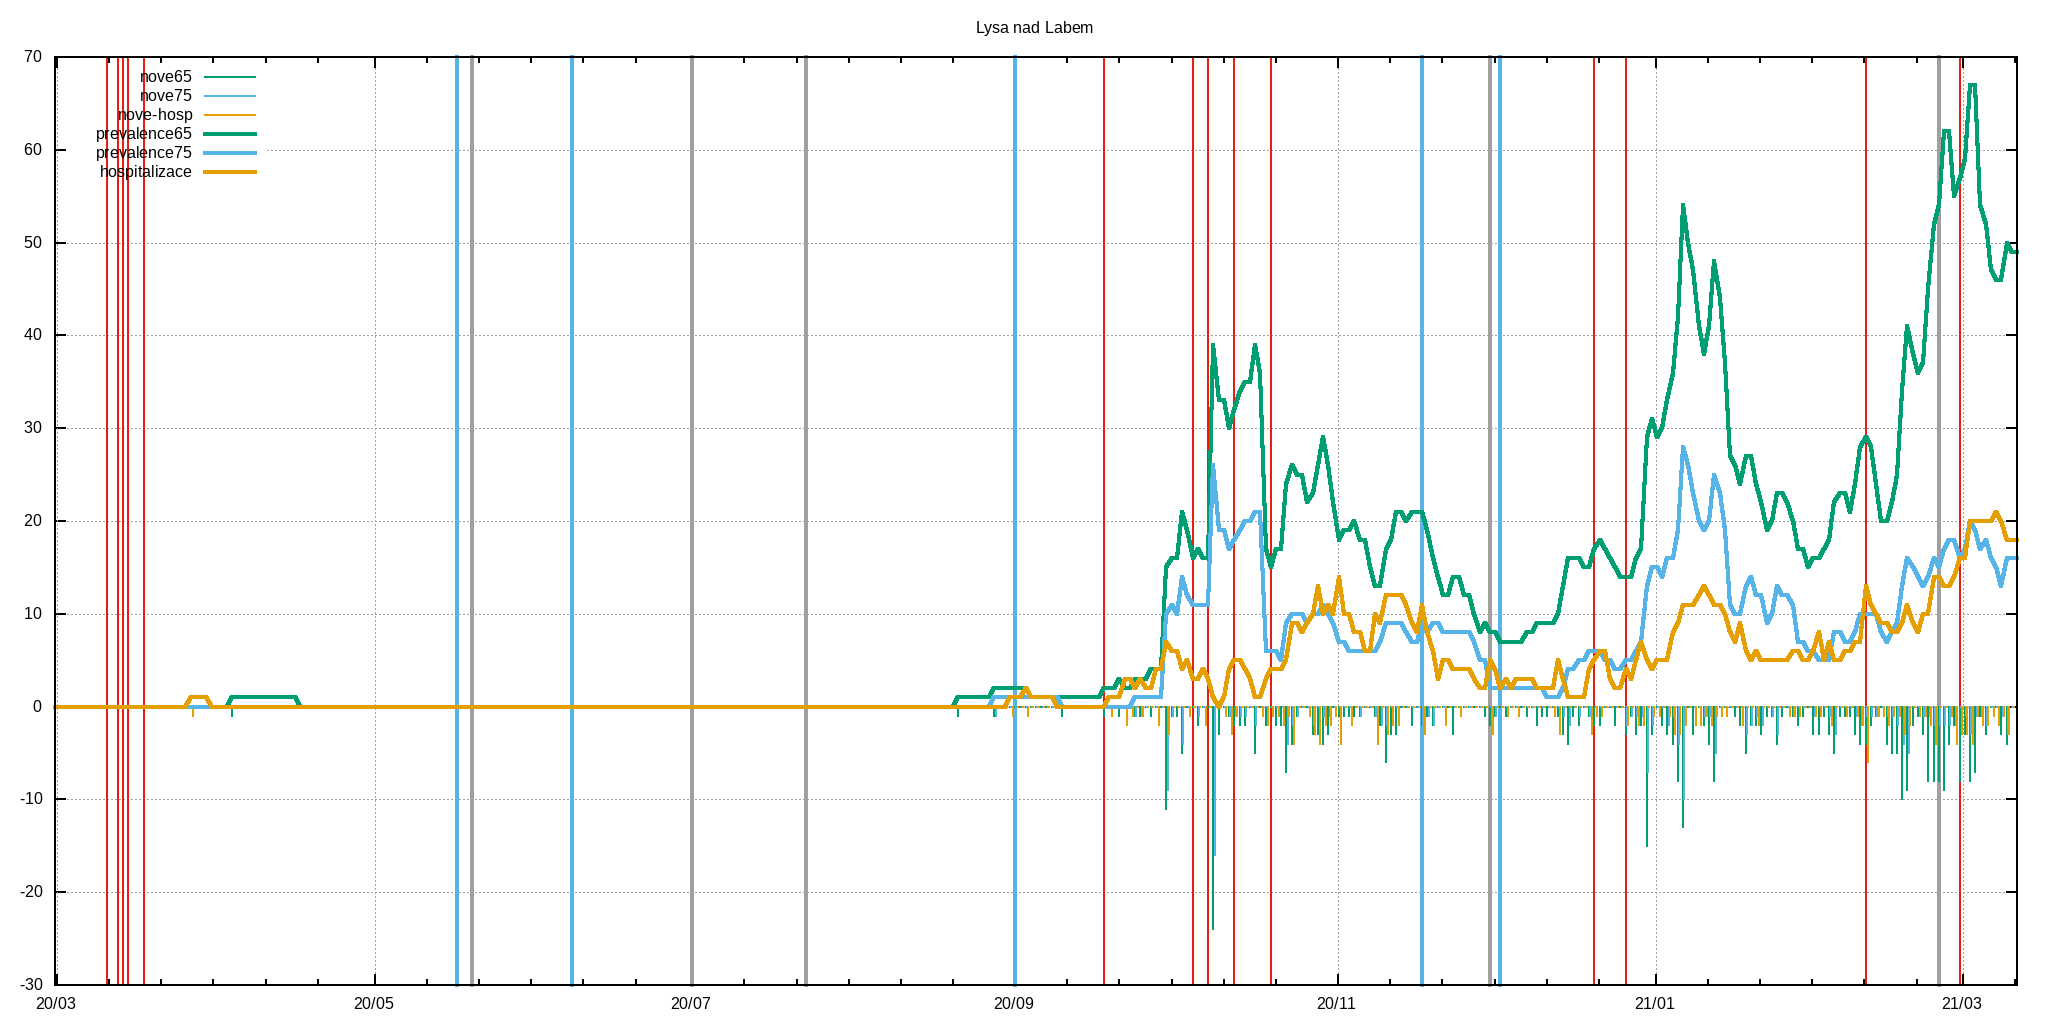 Lysa nad Labem
70
60
50
40
30
20
10
0
-10
-20
-30
nove65
nove75
nove-hosp
prevalence65
prevalence75
hospitalizace
20/03 20/05 20/07 20/09 20/11 21/01 21/03